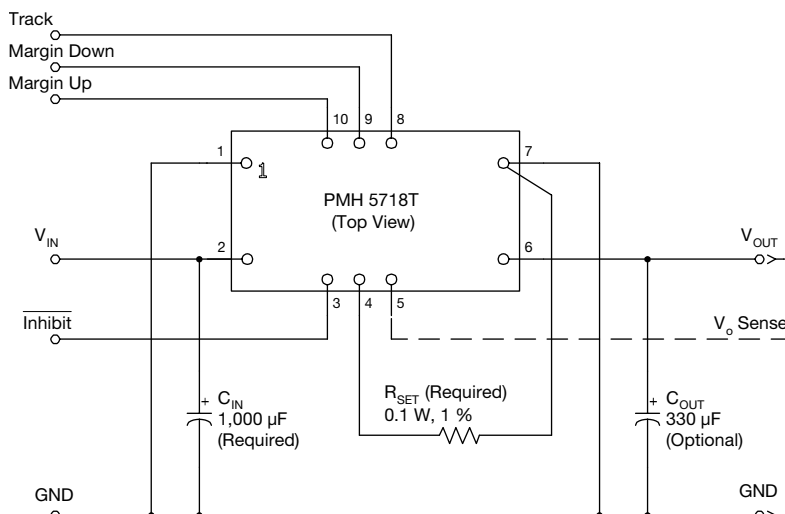 Track
Margin Down
Margin Up
10 9 8
1
1
7
PMH 5718T
(Top View)
V_IN
2
6
V_OUT
3 4 5
Inhibit
V_o Sense
+ C_IN
1,000 µF
(Required)
R_SET (Required)
0.1 W, 1 %
+ C_OUT
330 µF
(Optional)
GND
GND